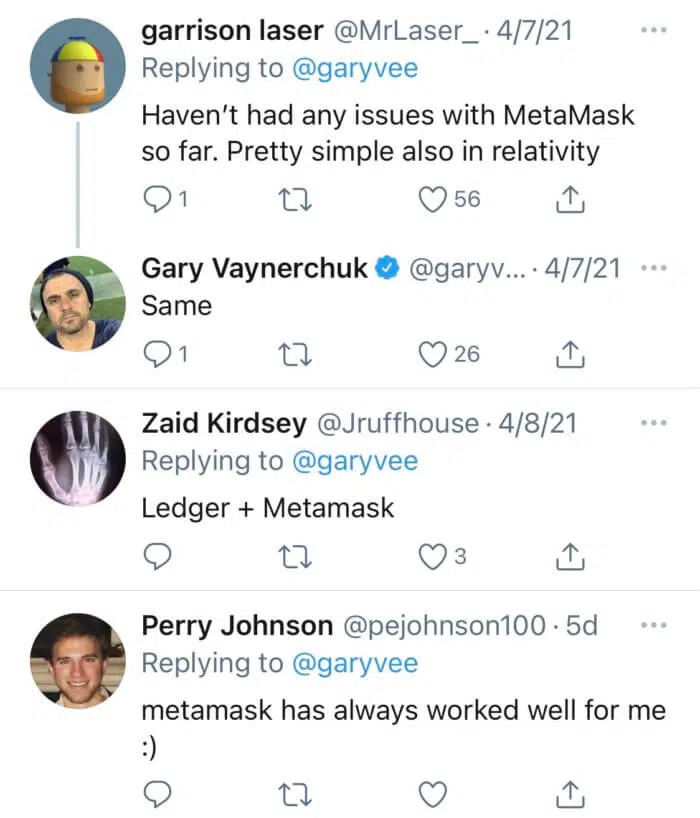 garrison laser @MrLaser_ · 4/7/21
Replying to @garyvee
Haven't had any issues with MetaMask
so far. Pretty simple also in relativity
1 56
Gary Vaynerchuk @garyv... · 4/7/21
Same
1 26
Zaid Kirdsey @Jruffhouse · 4/8/21
Replying to @garyvee
Ledger + Metamask
3
Perry Johnson @pejohnson100 · 5d
Replying to @garyvee
metamask has always worked well for me
:)